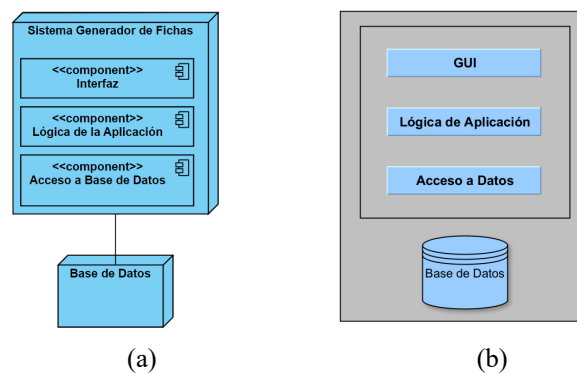 Sistema Generador de Fichas
<<component>>
Interfaz
<<component>>
Lógica de la Aplicación
<<component>>
Acceso a Base de Datos
Base de Datos
(a)
GUI
Lógica de Aplicación
Acceso a Datos
Base de Datos
(b)